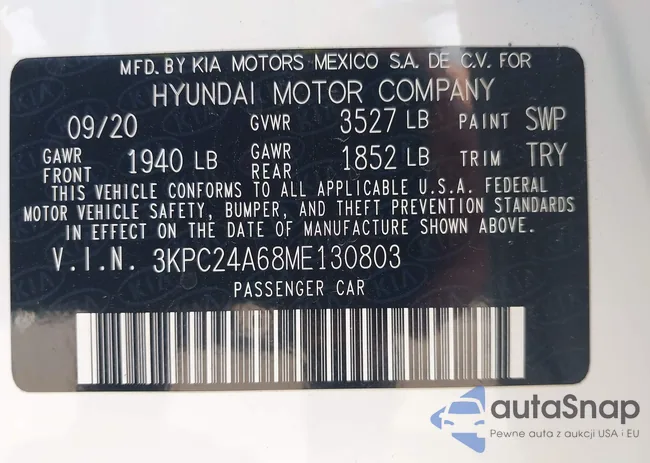 MFD. BY KIA MOTORS MEXICO S.A. DE C.V. FOR
HYUNDAI MOTOR COMPANY
09/20 GVWR 3527 LB PAINT SWP
GAWR FRONT 1940 LB GAWR REAR 1852 LB TRIM TRY
THIS VEHICLE CONFORMS TO ALL APPLICABLE U.S.A. FEDERAL
MOTOR VEHICLE SAFETY, BUMPER, AND THEFT PREVENTION STANDARDS
IN EFFECT ON THE DATE OF MANUFACTURE SHOWN ABOVE.
V.I.N. 3KPC24A68ME130803
PASSENGER CAR
autaSnap
Pewne auta z aukcji USA i EU